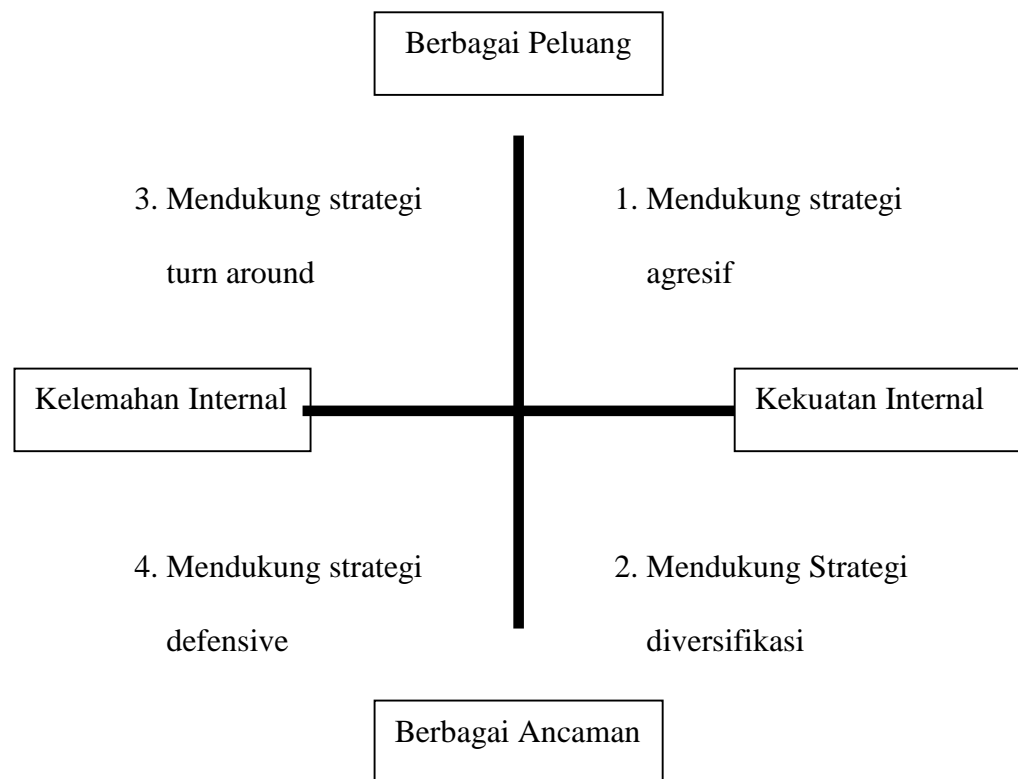 Berbagai Peluang
3. Mendukung strategi
turn around
1. Mendukung strategi
agresif
Kelemahan Internal
Kekuatan Internal
4. Mendukung strategi
defensive
2. Mendukung Strategi
diversifikasi
Berbagai Ancaman